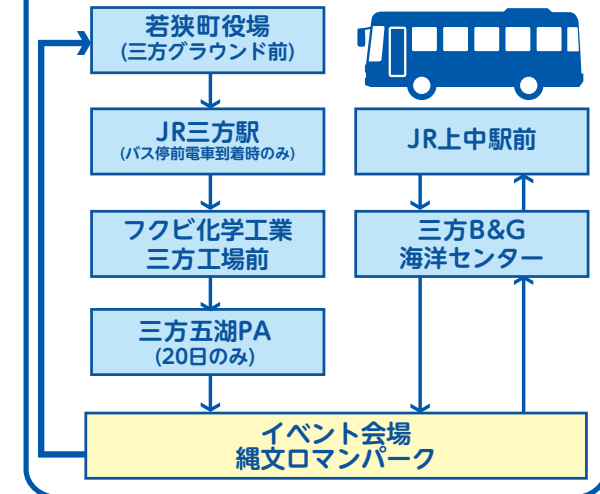 若狭町役場
(三方グラウンド前)
JR三方駅
(バス停前電車到着時のみ)
フクビ化学工業
三方工場前
三方五湖PA
(20日のみ)
JR上中駅前
三方B&G
海洋センター
イベント会場
縄文ロマンパーク